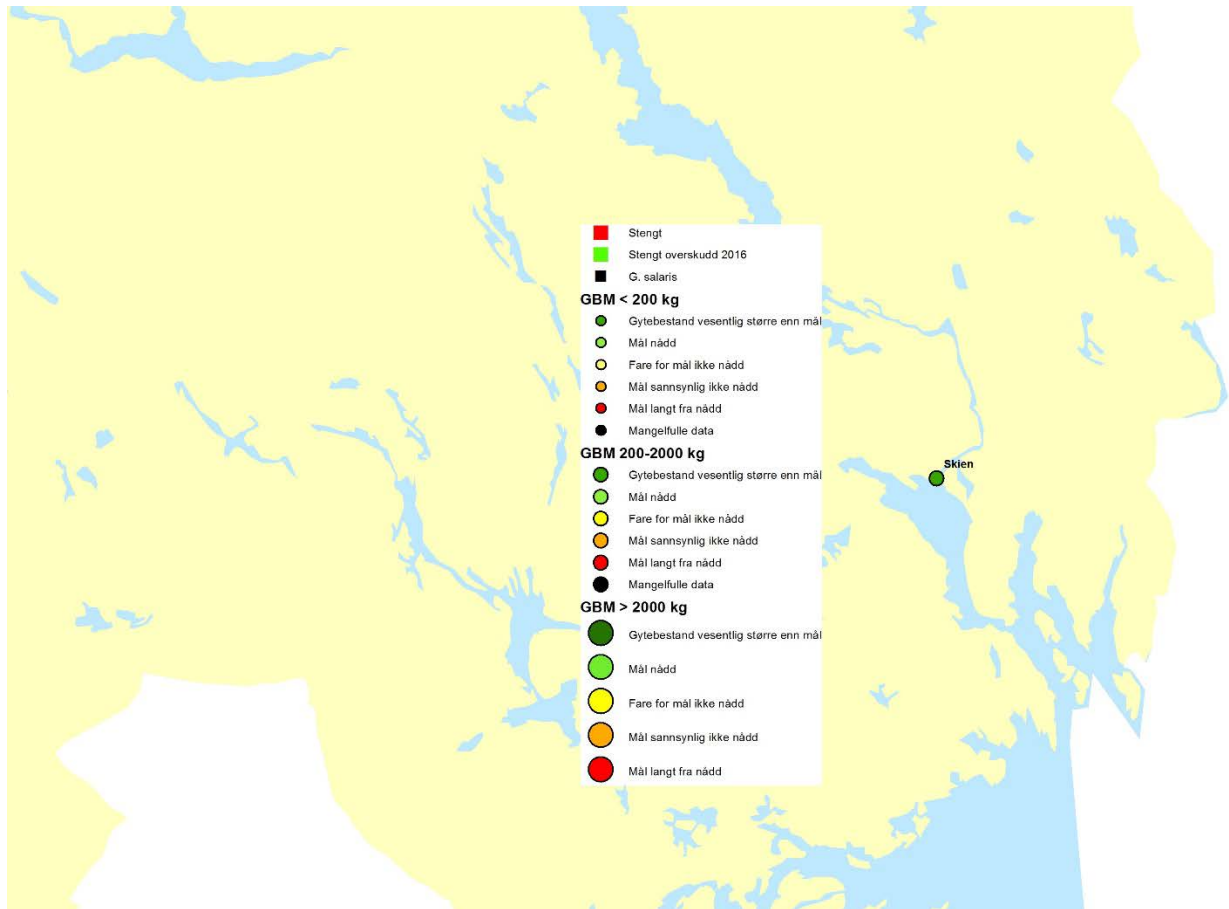 Stengt
Stengt overskudd 2016
G. salaris
GBM < 200 kg
Gytebestand vesentlig større enn mål
Mål nådd
Fare for mål ikke nådd
Mål sannsynlig ikke nådd
Mål langt fra nådd
Mangelfulle data
GBM 200-2000 kg
Gytebestand vesentlig større enn mål
Mål nådd
Fare for mål ikke nådd
Mål sannsynlig ikke nådd
Mål langt fra nådd
Mangelfulle data
GBM > 2000 kg
Gytebestand vesentlig større enn mål
Mål nådd
Fare for mål ikke nådd
Mål sannsynlig ikke nådd
Mål langt fra nådd
Skien